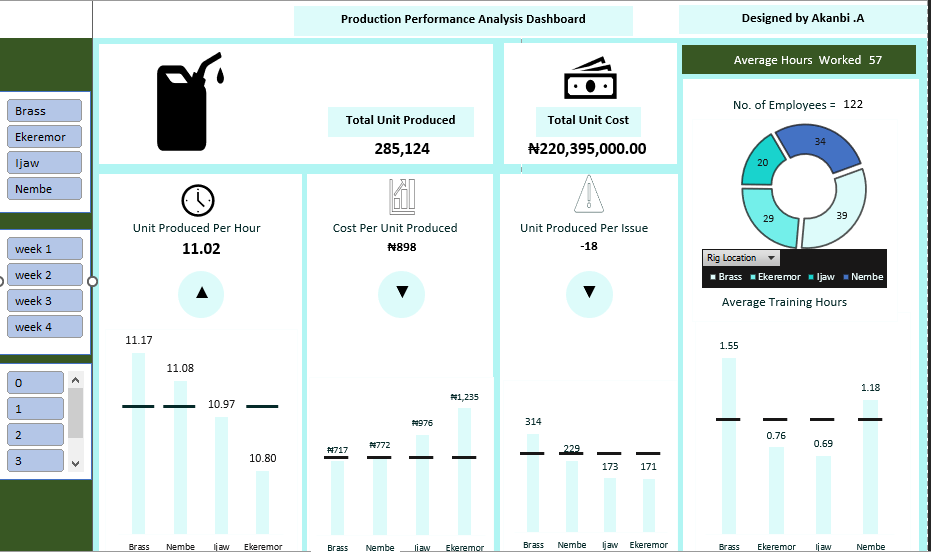 Production Performance Analysis Dashboard
Designed by Akanbi .A
Brass
Ekeremor
Ijaw
Nembe
week 1
week 2
week 3
week 4
0
1
2
3
Total Unit Produced
285,124
Total Unit Cost
₦220,395,000.00
Average Hours Worked 57
No. of Employees = 122
34
20
29
39
Rig Location
Brass Ekeremor Ijaw Nembe
Unit Produced Per Hour
11.02
11.17
11.08
10.97
10.80
Brass Nembe Ijaw Ekeremor
Cost Per Unit Produced
₦898
₦717
₦772
₦976
₦1,235
Brass Nembe Ijaw Ekeremor
Unit Produced Per Issue
-18
314
229
173
171
Brass Nembe Ijaw Ekeremor
Average Training Hours
1.55
0.76
0.69
1.18
Brass Ekeremor Ijaw Nembe